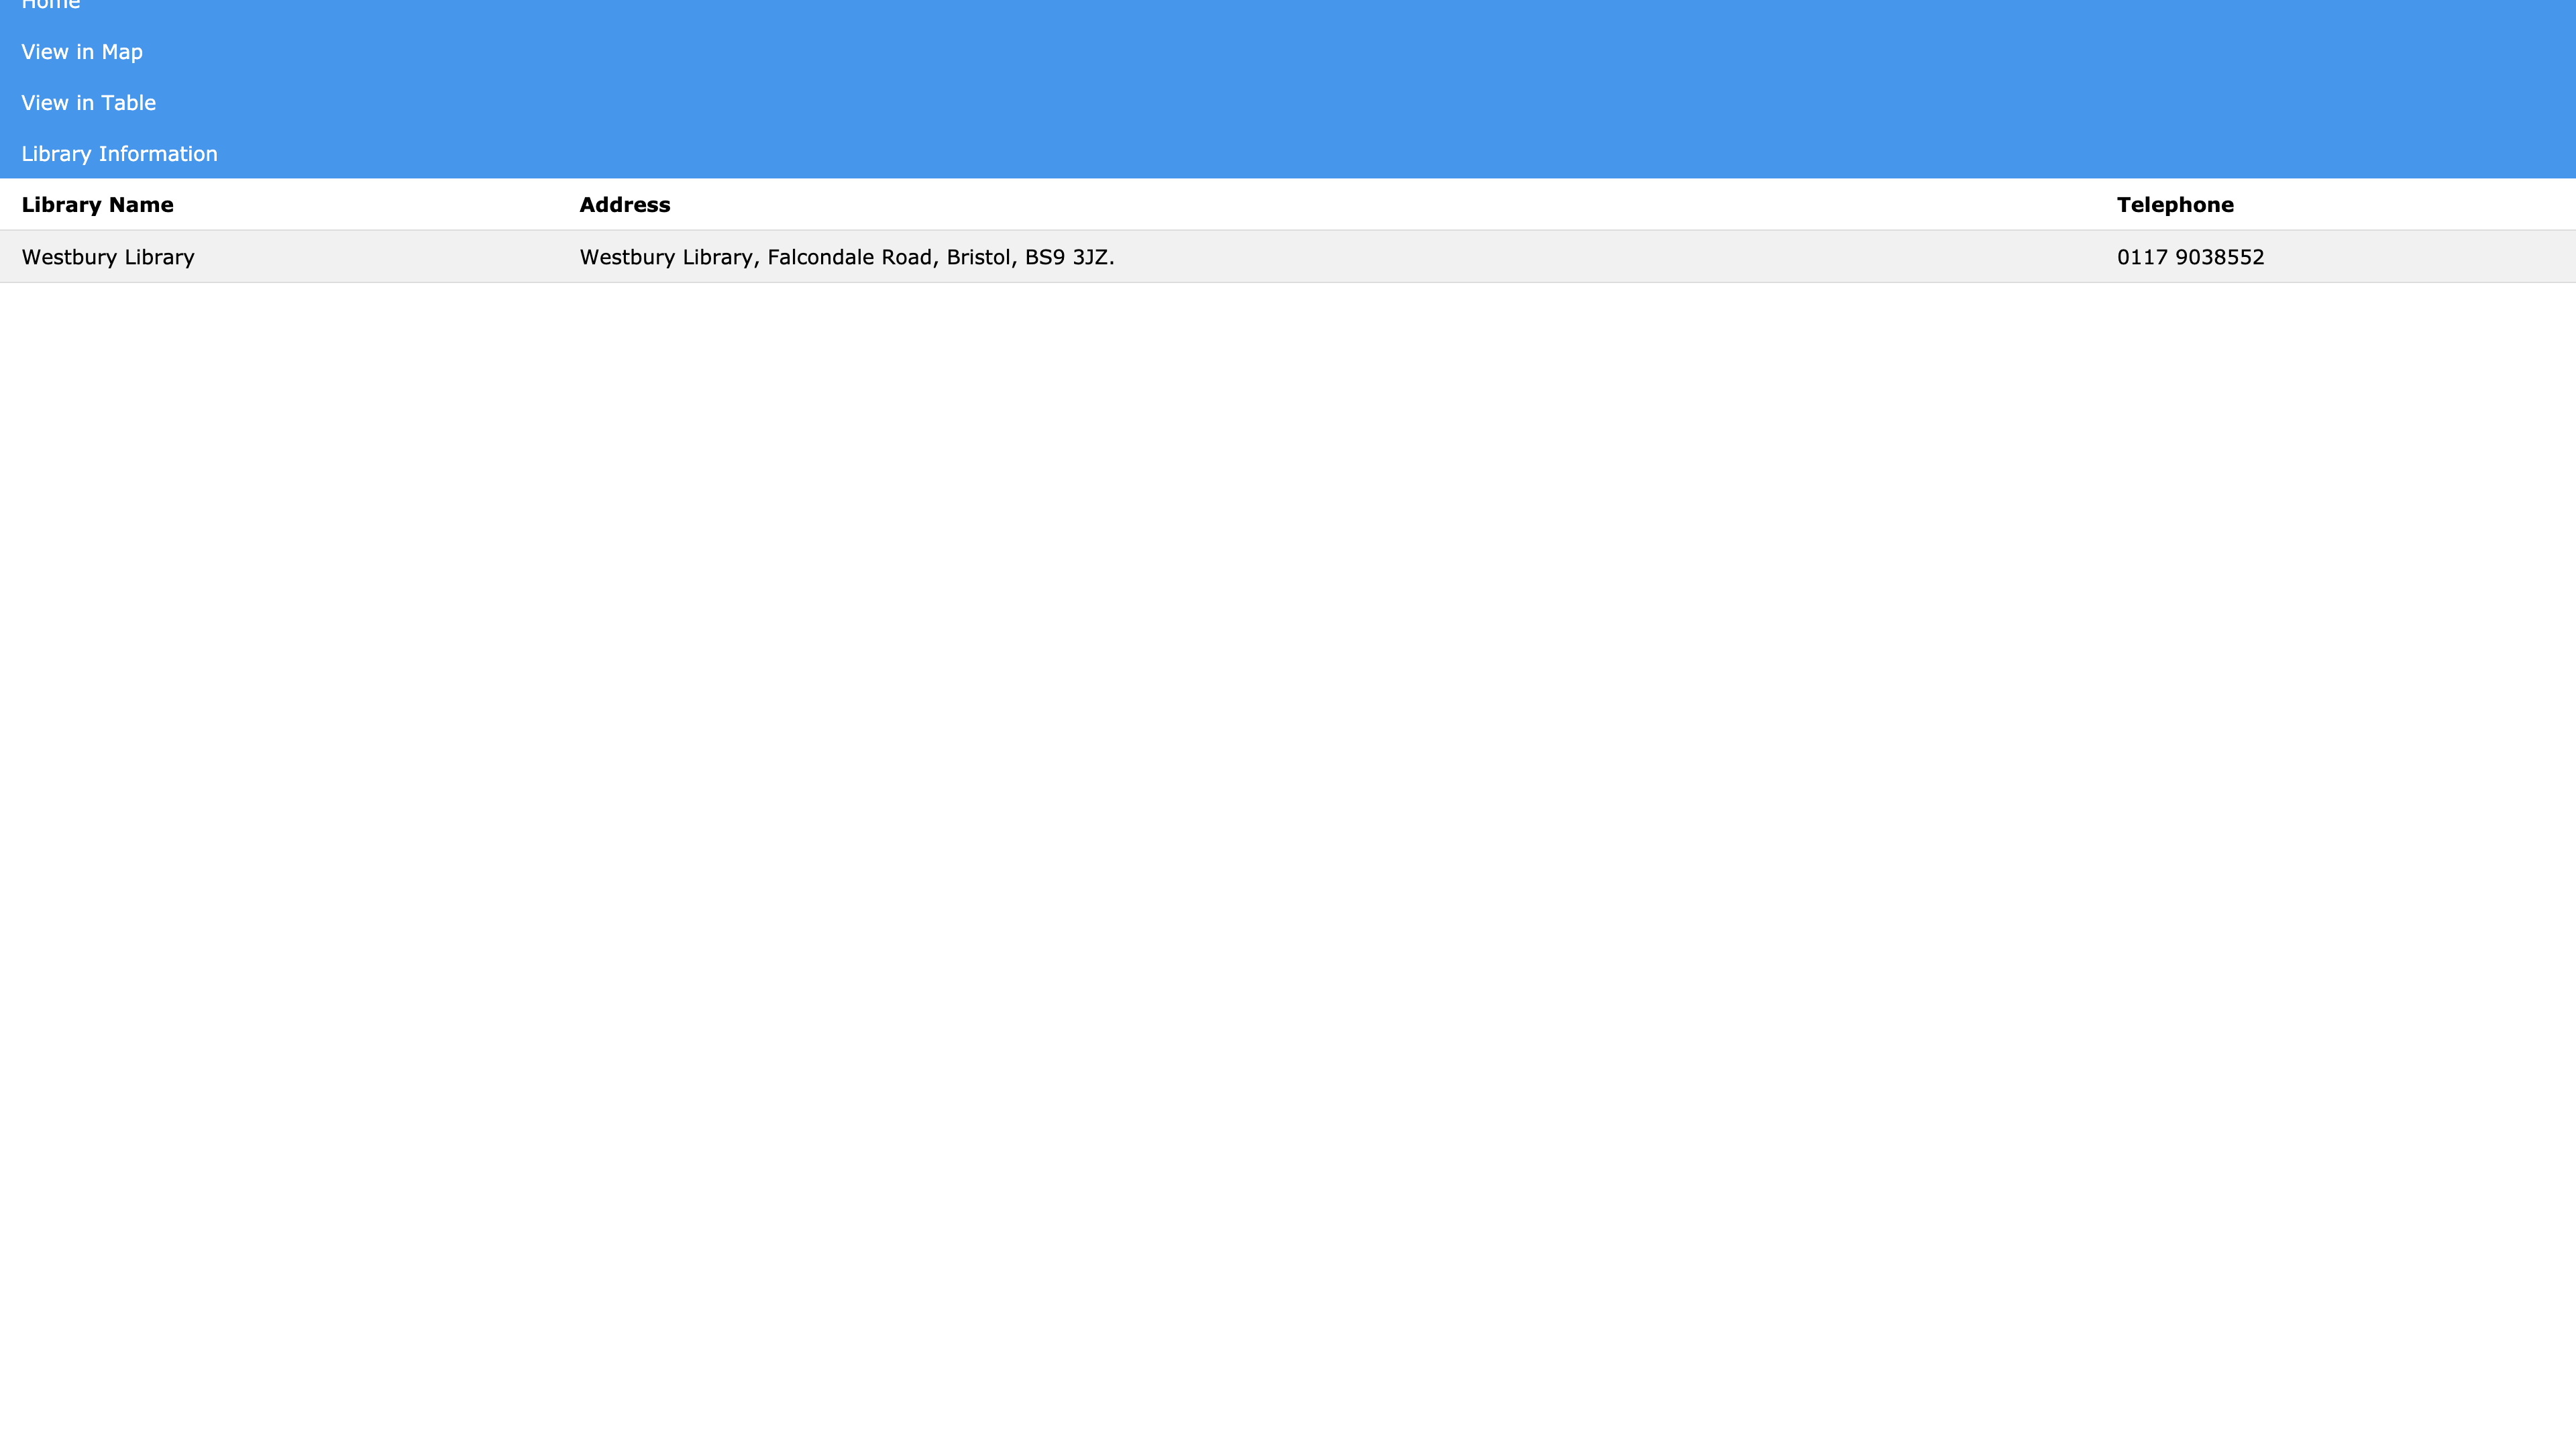 Home
View in Map
View in Table
Library Information
Library Name Address Telephone
Westbury Library Westbury Library, Falcondale Road, Bristol, BS9 3JZ. 0117 9038552